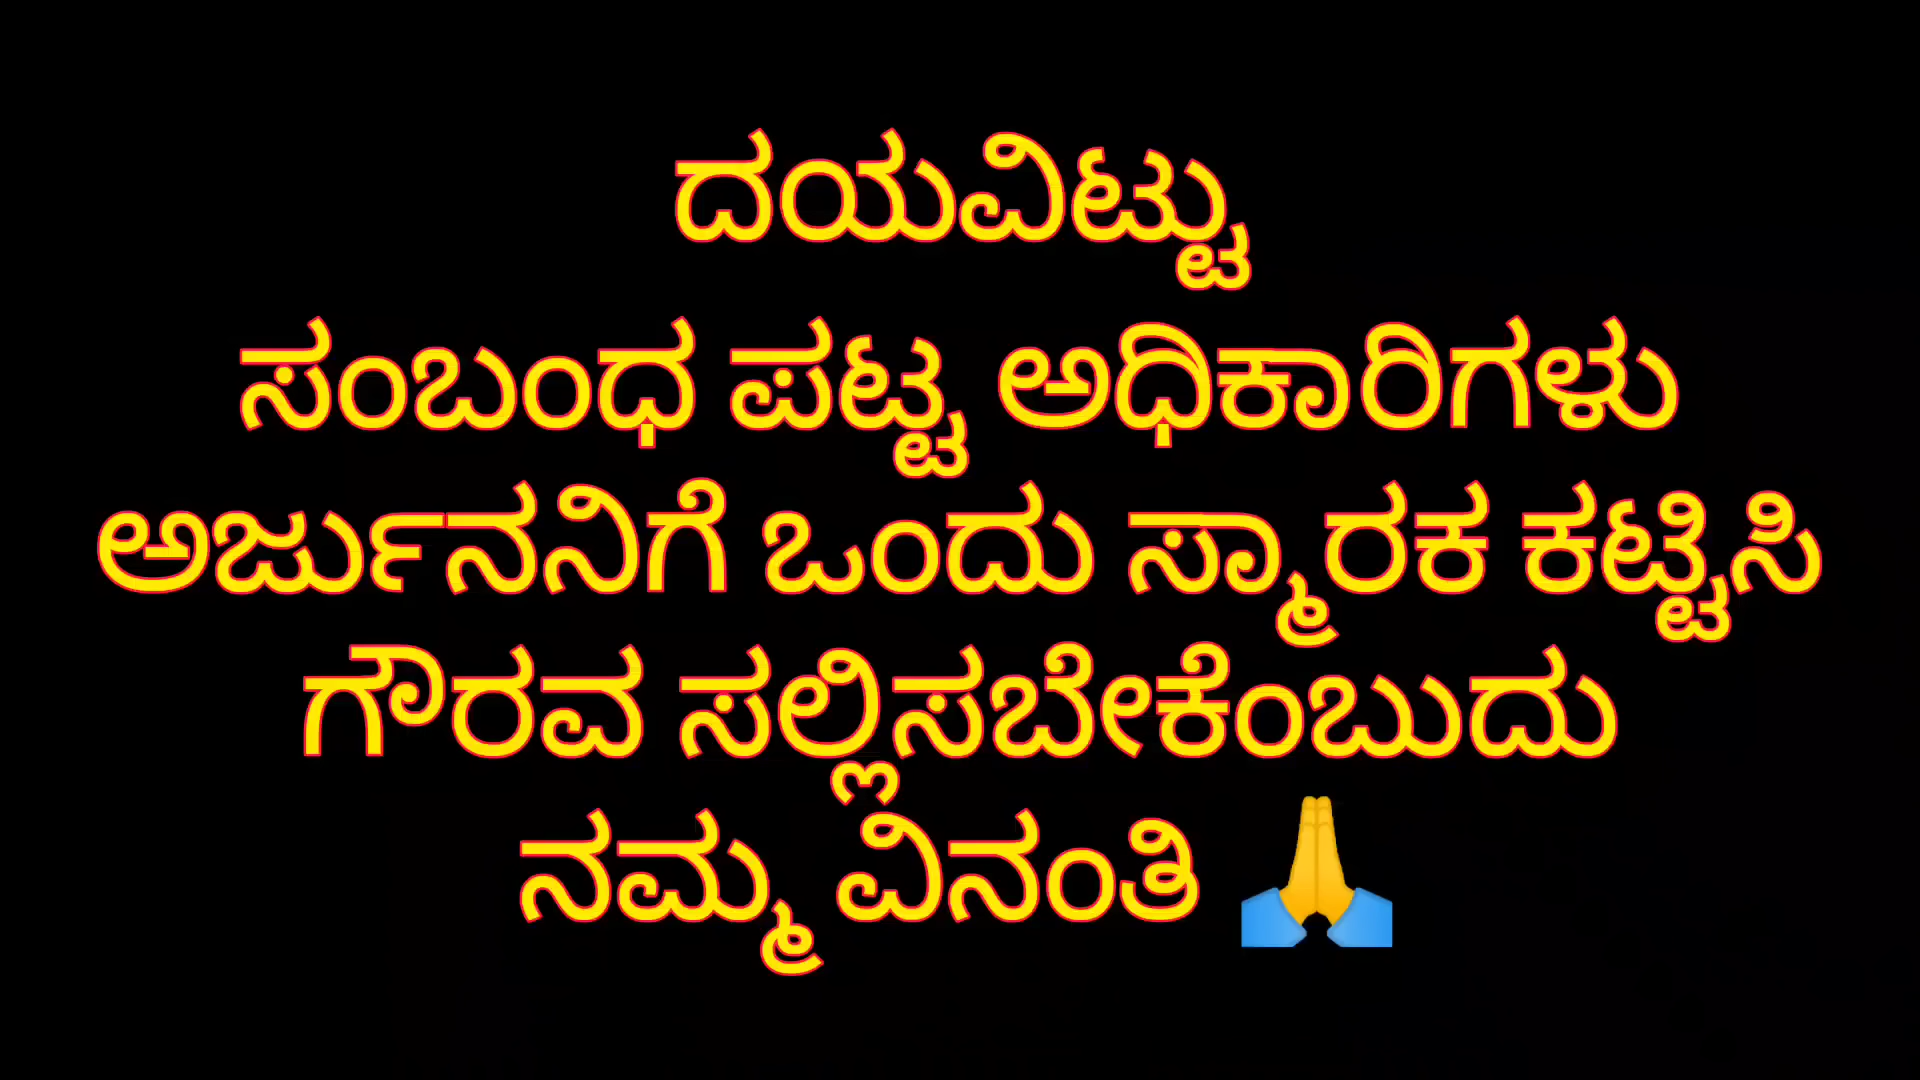 ದಯವಿಟ್ಟು
ಸಂಬಂಧ ಪಟ್ಟ ಅಧಿಕಾರಿಗಳು
ಅರ್ಜುನನಿಗೆ ಒಂದು ಸ್ಮಾರಕ ಕಟ್ಟಿಸಿ
ಗೌರವ ಸಲ್ಲಿಸಬೇಕೆಂಬುದು
ನಮ್ಮ ವಿನಂತಿ 🙏